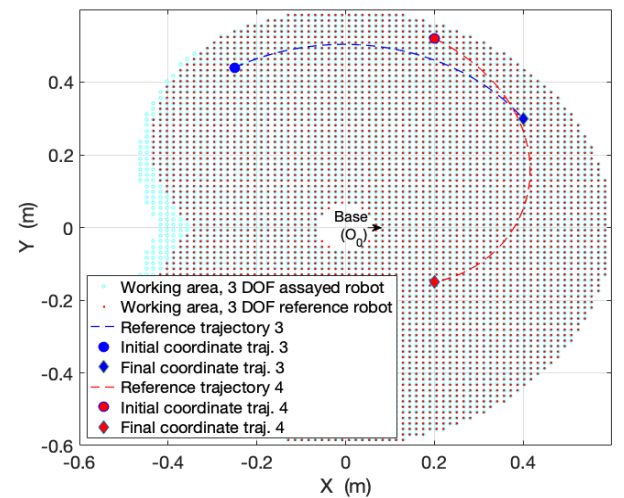 0.4
0.2
0
-0.2
-0.4
-0.6
Y (m)
Base
(O0)
Working area, 3 DOF assayed robot
Working area, 3 DOF reference robot
Reference trajectory 3
Initial coordinate traj. 3
Final coordinate traj. 3
Reference trajectory 4
Initial coordinate traj. 4
Final coordinate traj. 4
-0.6
-0.4
-0.2
0
0.2
0.4
0.6
X (m)